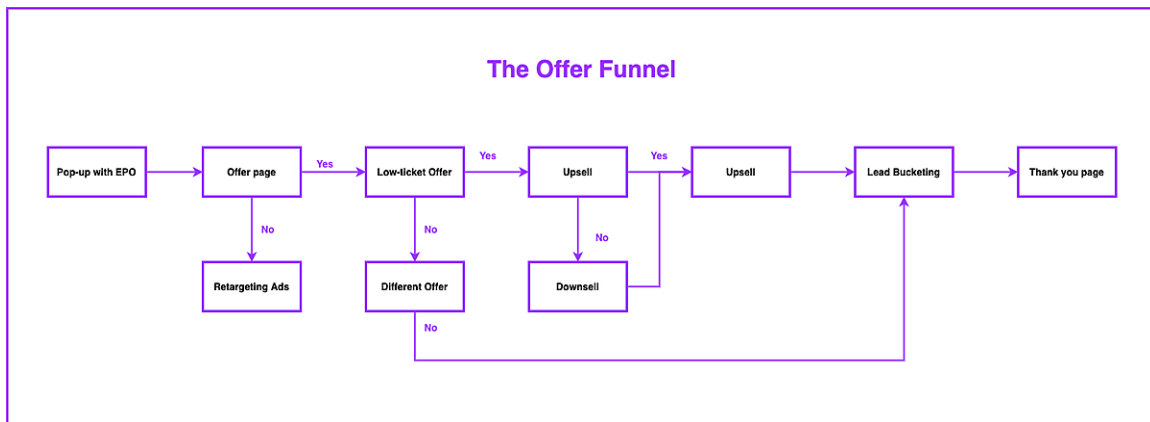 The Offer Funnel
Pop-up with EPO
Offer page
Yes
Low-ticket Offer
Yes
Upsell
Yes
Upsell
Lead Bucketing
Thank you page
No
No
No
Retargeting Ads
Different Offer
Downsell
No